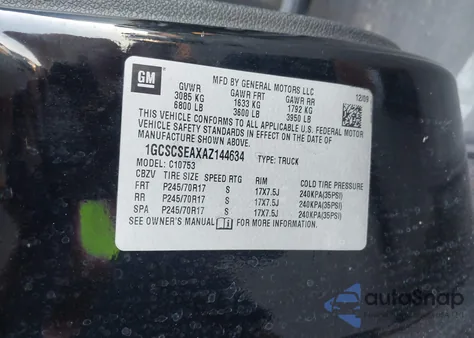 GM MFD BY GENERAL MOTORS LLC 12/09
GVWR GAWR FRT GAWR RR
3085 KG 1633 KG 1792 KG
6800 LB 3600 LB 3950 LB
THIS VEHICLE CONFORMS TO ALL APPLICABLE U.S. FEDERAL MOTOR
VEHICLE SAFETY STANDARDS IN EFFECT ON THE DATE OF
MANUFACTURE SHOWN ABOVE.
1GCSCSEAXAZ144634 TYPE: TRUCK
MODEL: C10753
CBZV TIRE SIZE SPEED RTG RIM COLD TIRE PRESSURE
FRT P245/70R17 S 17X7.5J 240KPA(35PSI)
RR P245/70R17 S 17X7.5J 240KPA(35PSI)
SPA P245/70R17 S 17X7.5J 240KPA(35PSI)
SEE OWNER'S MANUAL FOR MORE INFORMATION.
autoSnap